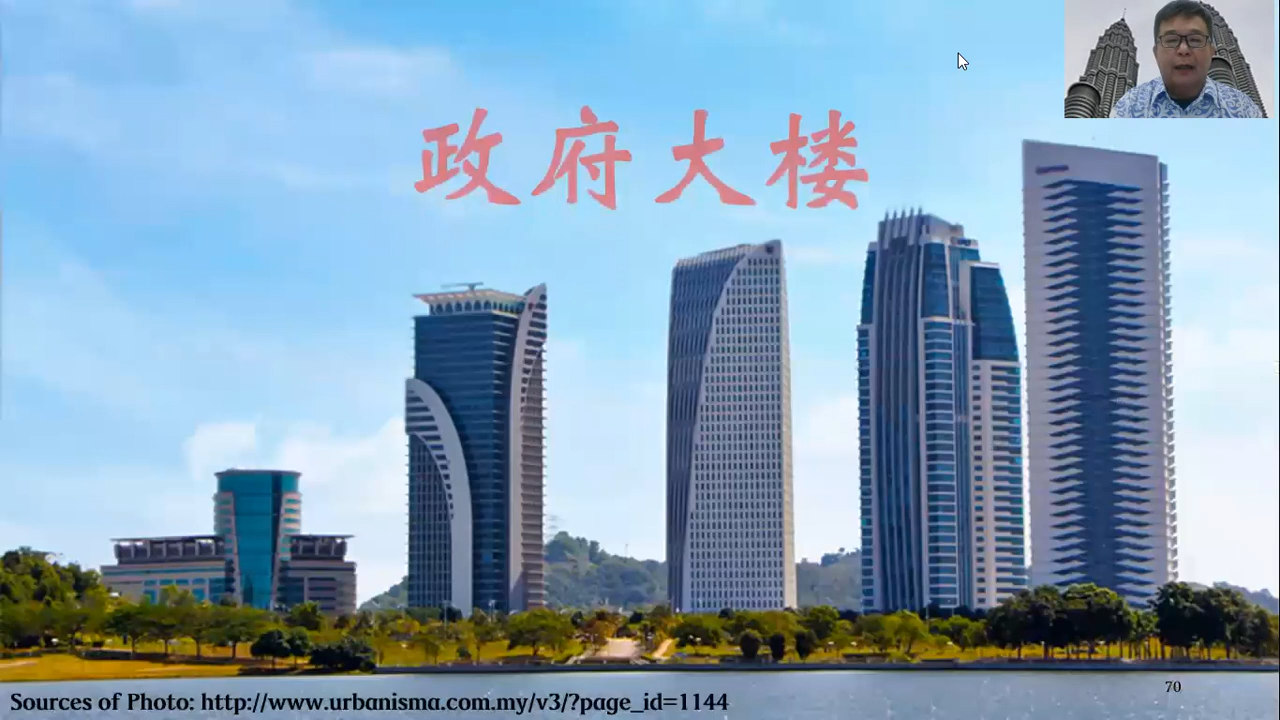 政府大楼
70
Sources of Photo: http://www.urbanisma.com.my/v3/?page_id=1144